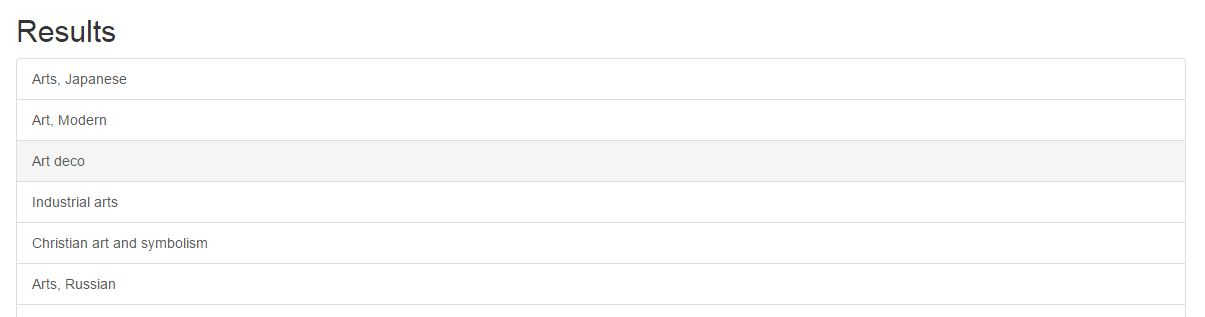 Results
Arts, Japanese
Art, Modern
Art deco
Industrial arts
Christian art and symbolism
Arts, Russian